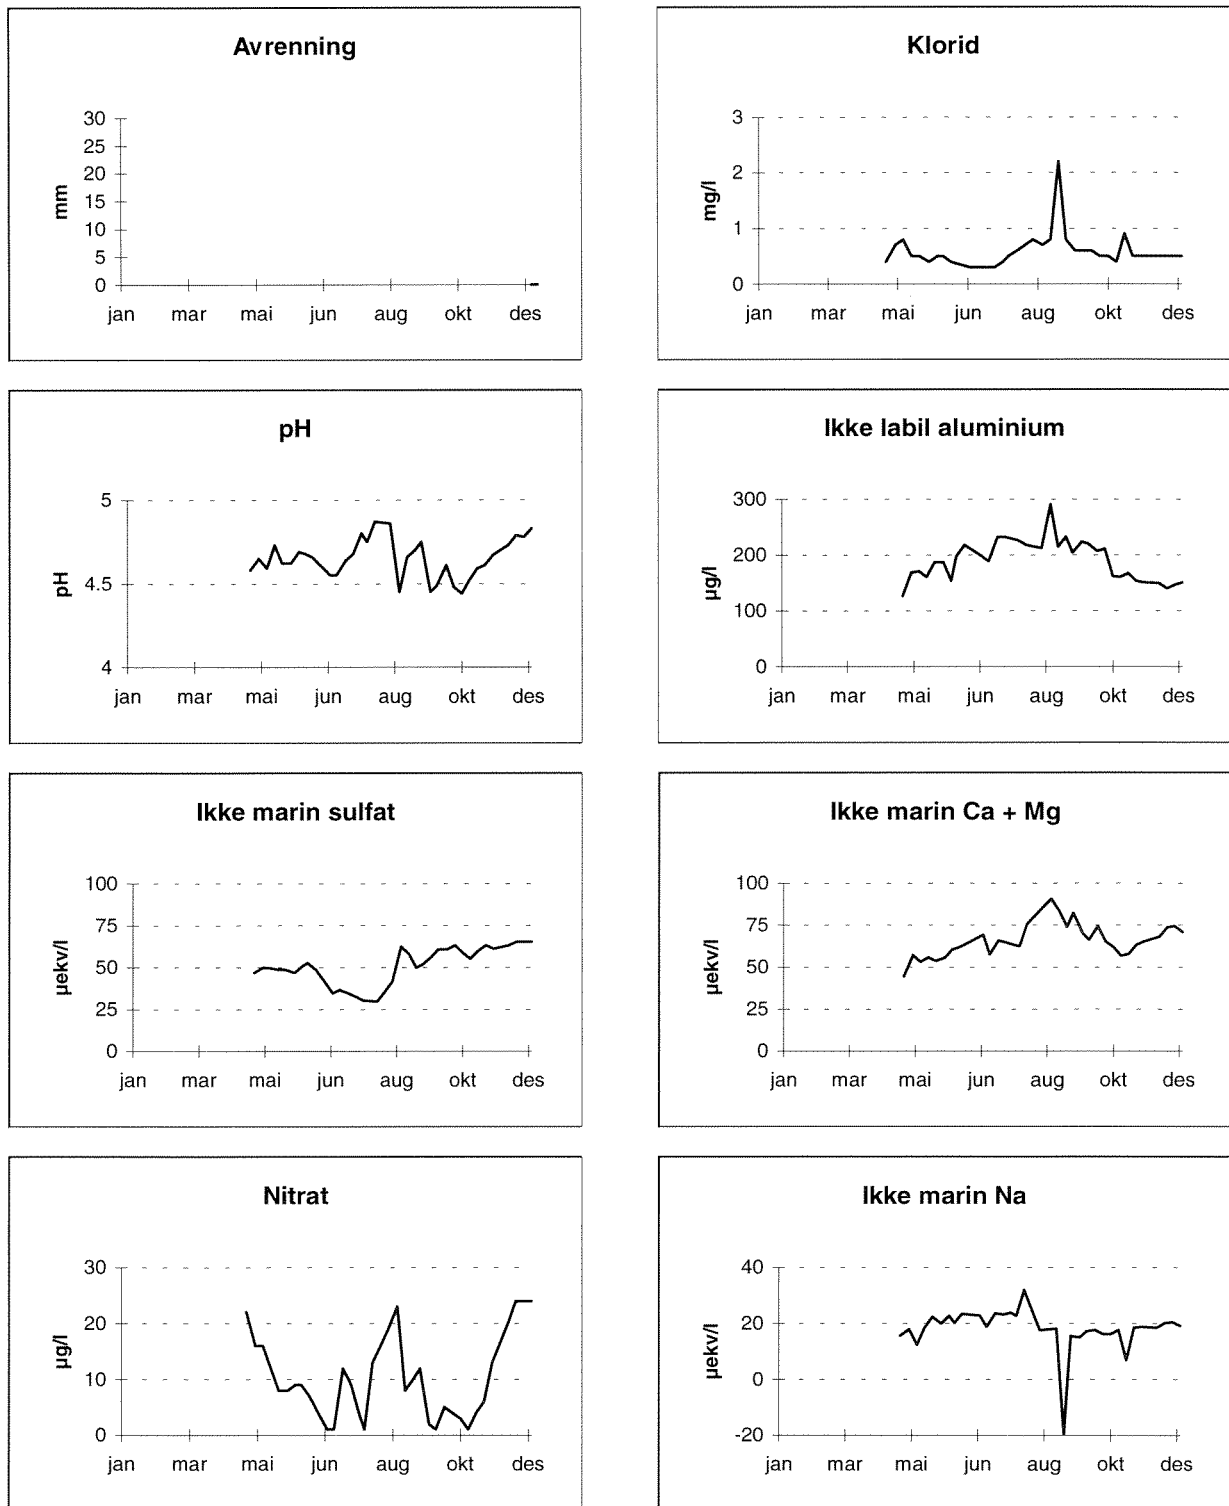 Avrenning
30
25
20
15
10
5
0
mm
jan mar mai jun aug okt des
Klorid
3
2
1
0
mg/l
jan mar mai jun aug okt des
pH
5
4.5
4
pH
jan mar mai jun aug okt des
Ikke labil aluminium
300
200
100
0
µg/l
jan mar mai jun aug okt des
Ikke marin sulfat
100
75
50
25
0
µekv/l
jan mar mai jun aug okt des
Ikke marin Ca + Mg
100
75
50
25
0
µekv/l
jan mar mai jun aug okt des
Nitrat
30
20
10
0
µg/l
jan mar mai jun aug okt des
Ikke marin Na
40
20
0
-20
µekv/l
jan mar mai jun aug okt des